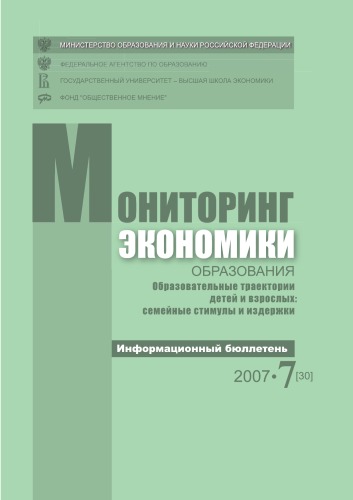 МИНИСТЕРСТВО ОБРАЗОВАНИЯ И НАУКИ РОССИЙСКОЙ ФЕДЕРАЦИИ
ФЕДЕРАЛЬНОЕ АГЕНТСТВО ПО ОБРАЗОВАНИЮ
ГОСУДАРСТВЕННЫЙ УНИВЕРСИТЕТ – ВЫСШАЯ ШКОЛА ЭКОНОМИКИ
ФОНД "ОБЩЕСТВЕННОЕ МНЕНИЕ"
МОНИТОРИНГ
ЭКОНОМИКИ
ОБРАЗОВАНИЯ
Образовательные траектории
детей и взрослых:
семейные стимулы и издержки
Информационный бюллетень
2007•7[30]